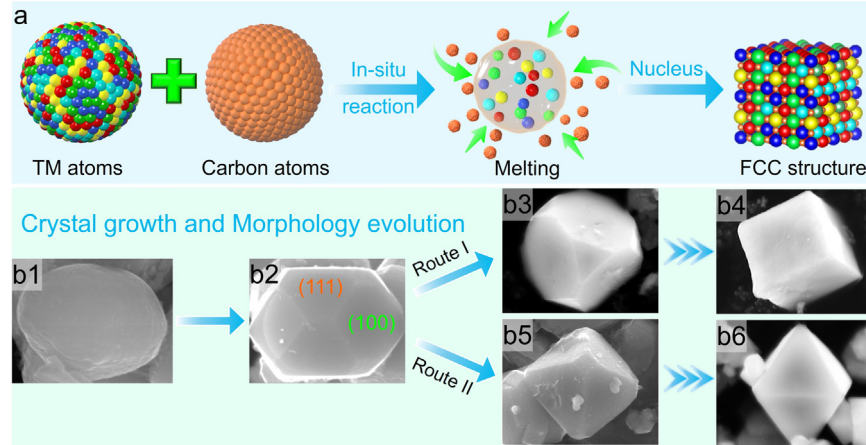 a
In-situ
reaction
Nucleus
TM atoms
Carbon atoms
Melting
FCC structure
Crystal growth and Morphology evolution
b1
b2
(111)
(100)
Route I
Route II
b3
b4
b5
b6